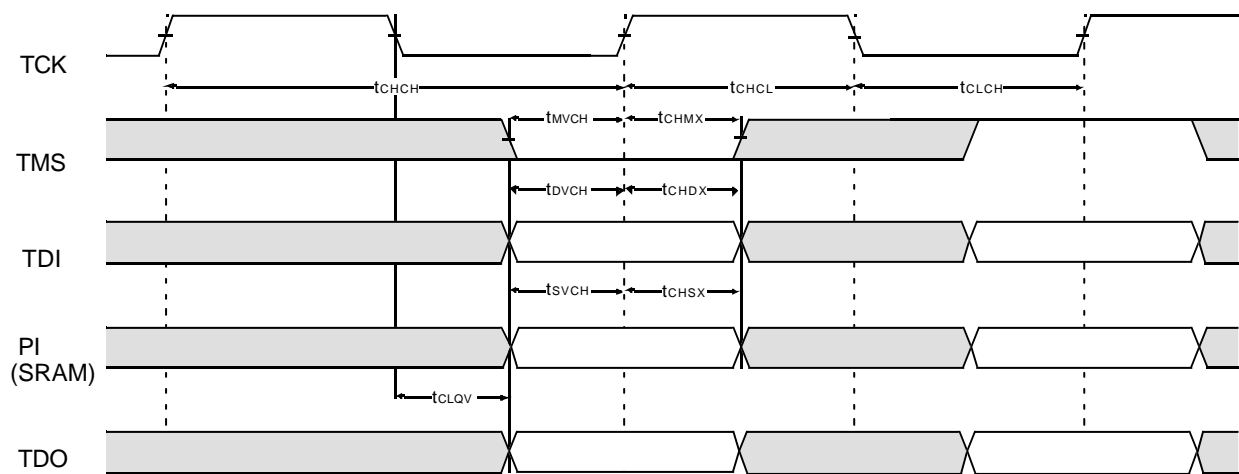 TCK
tCHCH tCHCL tCLCH
tMVCH tCHMX
TMS
tDVCH tCHDX
TDI
tSVCH tCHSX
PI
(SRAM)
tCLQV
TDO